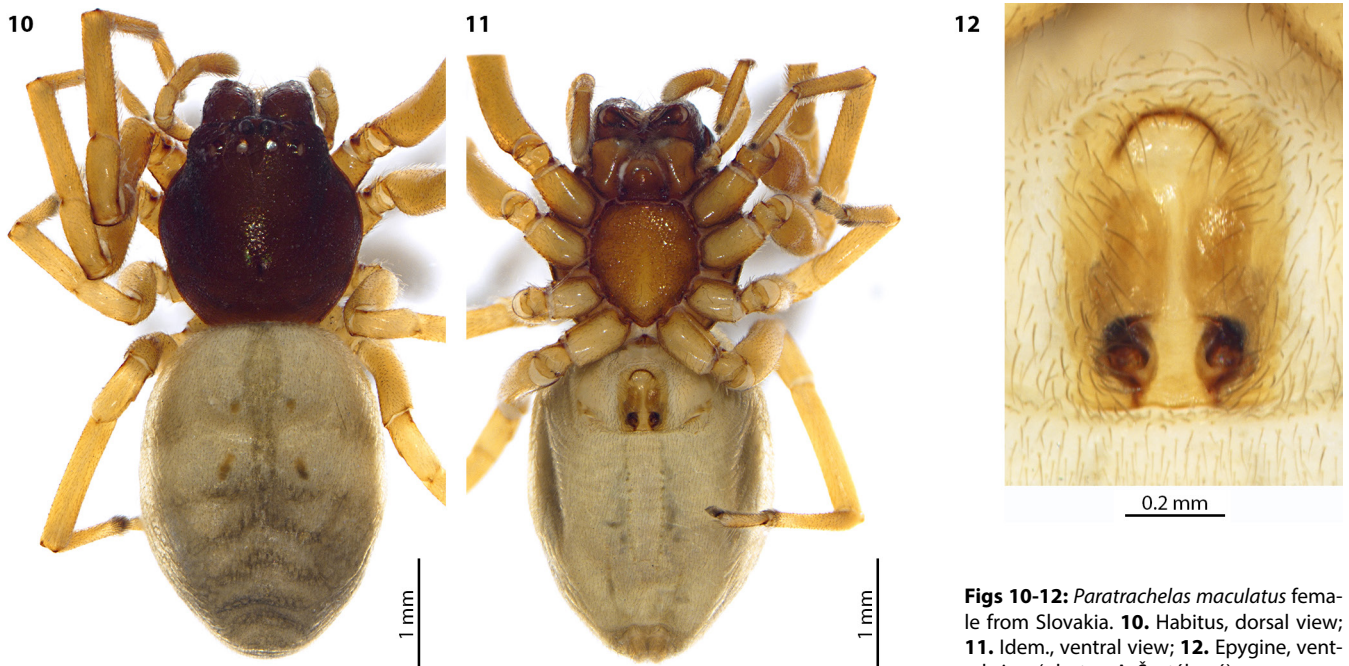 10
11
12
1 mm
1 mm
0.2 mm
Figs 10-12: Paratrachelas maculatus fema-
le from Slovakia. 10. Habitus, dorsal view;
11. Idem., ventral view; 12. Epygine, vent-